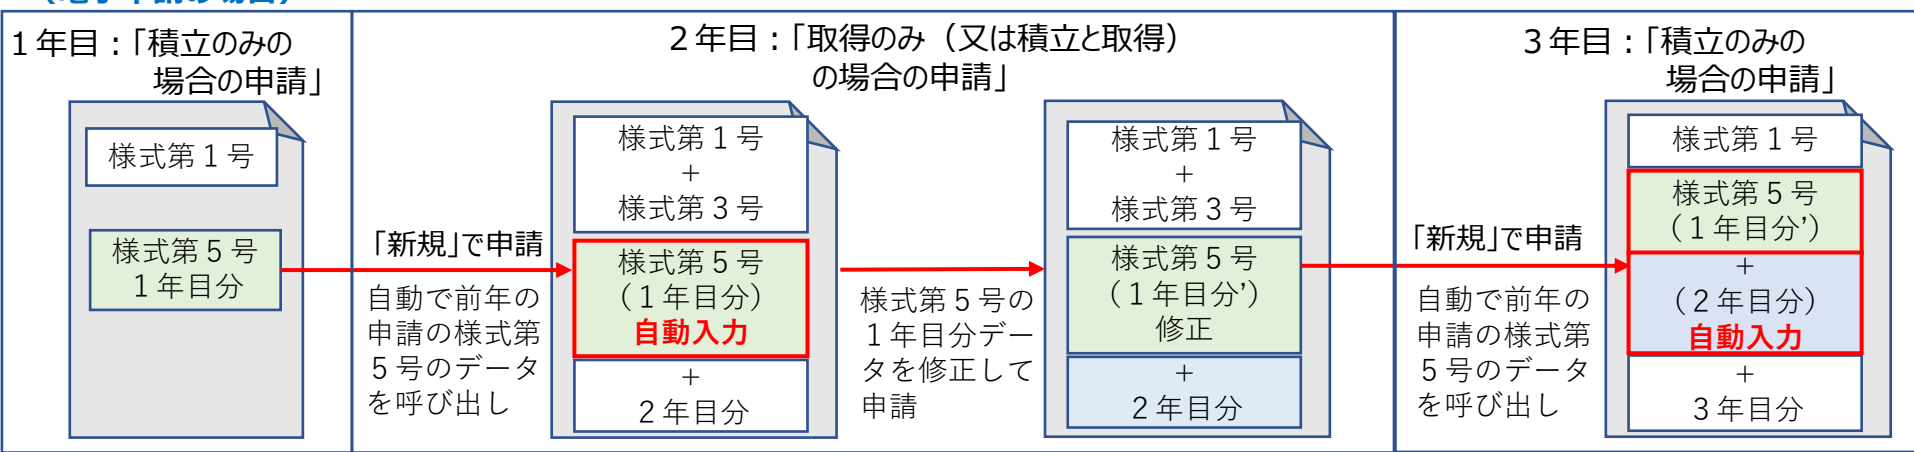 １年目：「積立のみの
場合の申請」
様式第１号
様式第５号
１年目分
２年目：「取得のみ（又は積立と取得）
の場合の申請」
「新規」で申請
自動で前年の
申請の様式第
５号のデータ
を呼び出し
様式第１号
＋
様式第３号
様式第５号
（１年目分）
自動入力
＋
２年目分
様式第５号の
１年目分デー
タを修正して
申請
様式第１号
＋
様式第３号
様式第５号
（１年目分’）
修正
＋
２年目分
３年目：「積立のみの
場合の申請」
「新規」で申請
自動で前年の
申請の様式第
５号のデータ
を呼び出し
様式第１号
様式第５号
（１年目分’）
＋
（２年目分）
自動入力
＋
３年目分